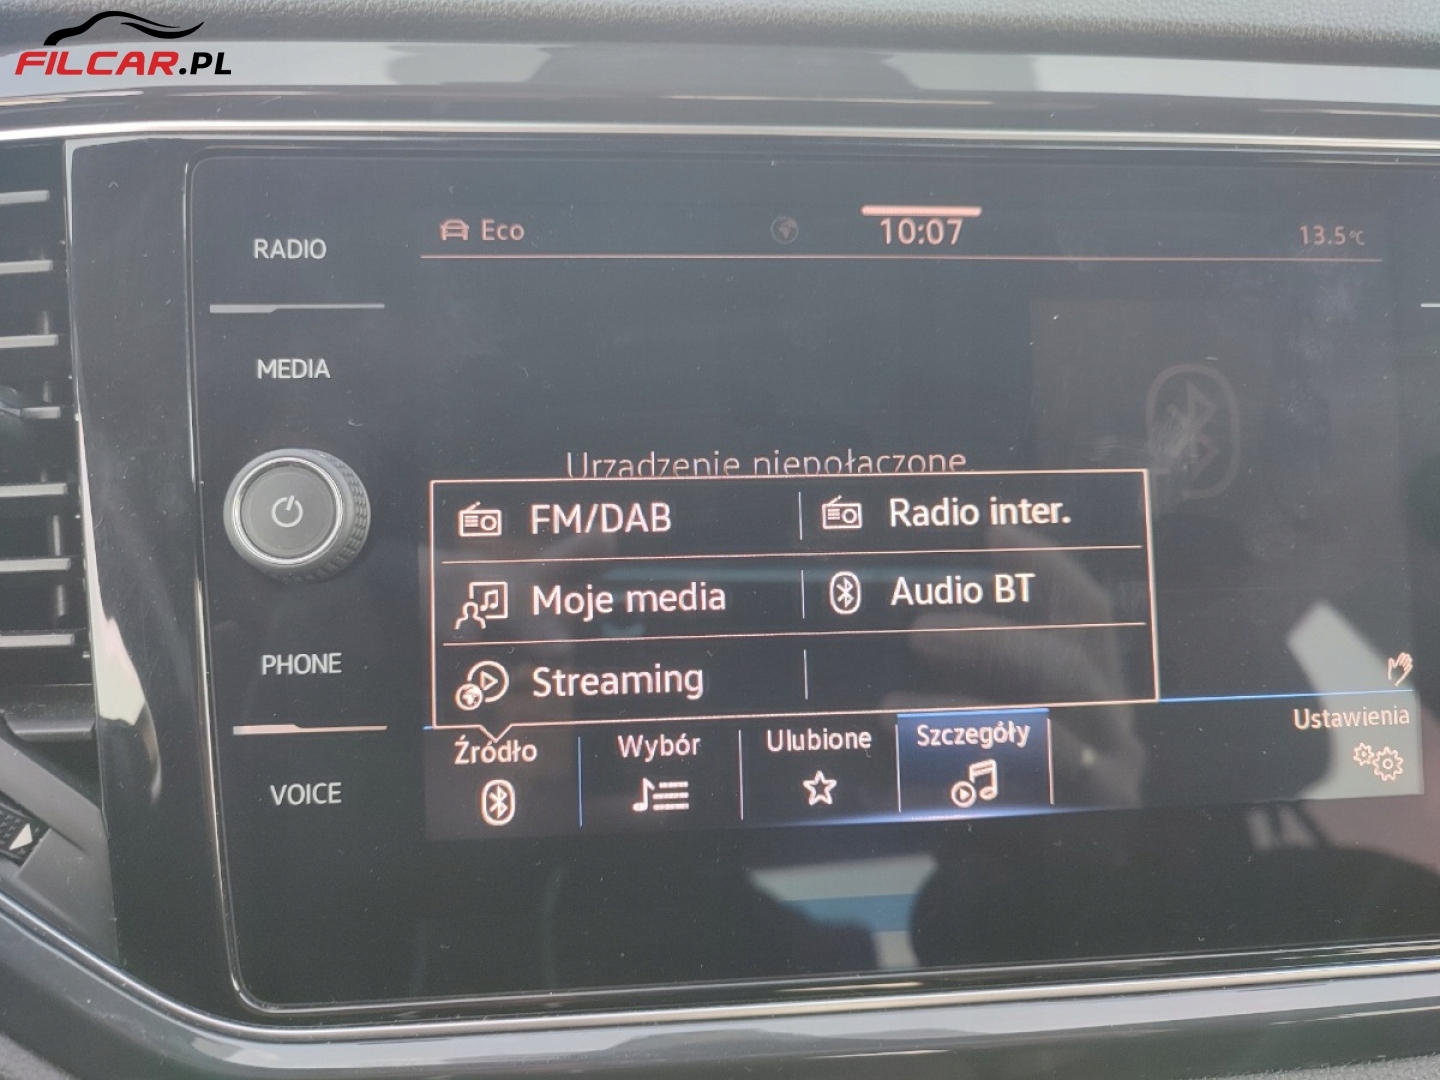 FILCAR.PL
RADIO
Eco
10:07
13.5°C
MEDIA
Urządzenie niepołączone.
FM/DAB
Radio inter.
Moje media
Audio BT
PHONE
Streaming
Źródło
Wybór
Ulubione
Szczegóły
Ustawienia
VOICE